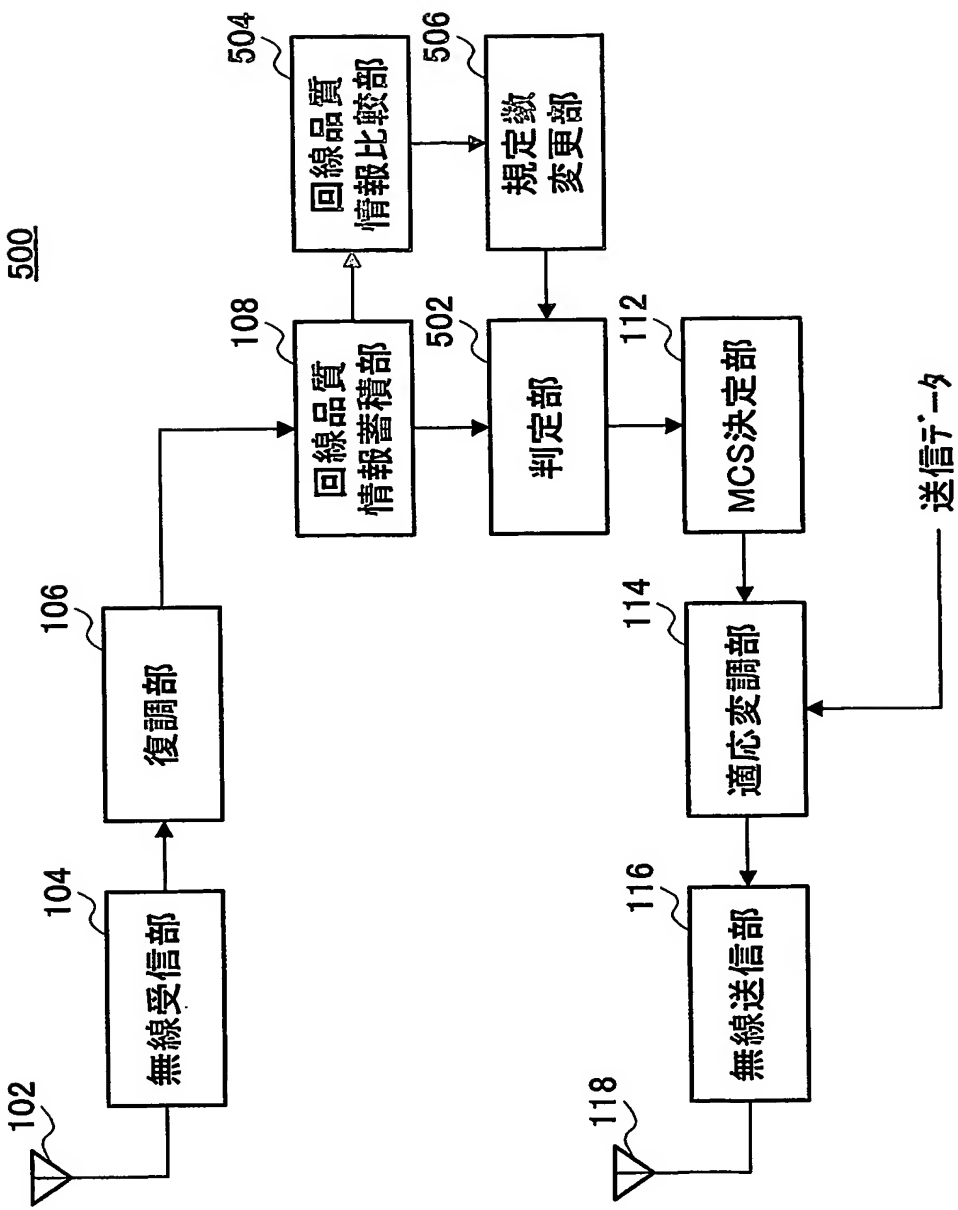 500
102
104
無線受信部
106
復調部
108
回線品質
情報蓄積部
504
回線品質
情報比較部
506
規定数
変更部
502
判定部
112
MCS決定部
114
適応変調部
116
無線送信部
118
送信データ